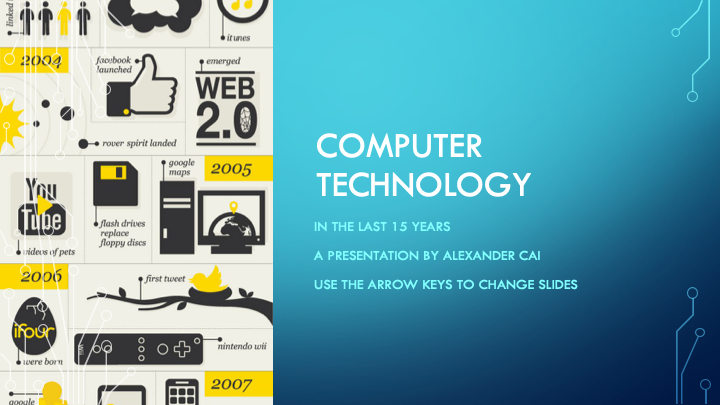 linked
itunes
2004
facebook
launched
emerged
WEB
2.0
rover spirit landed
google
maps
2005
You
Tube
flash drives
replace
floppy discs
videos of pets
2006
first tweet
ifour
were born
Wii
nintendo wii
2007
google
COMPUTER
TECHNOLOGY
IN THE LAST 15 YEARS
A PRESENTATION BY ALEXANDER CAI
USE THE ARROW KEYS TO CHANGE SLIDES